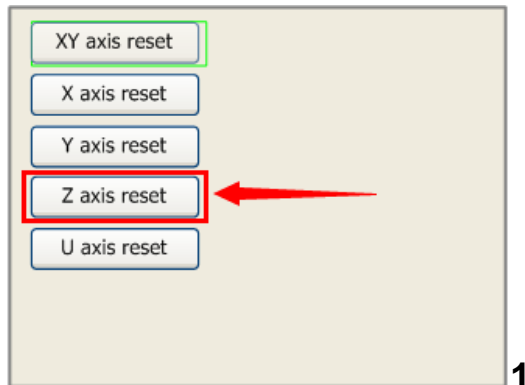 XY axis reset
X axis reset
Y axis reset
Z axis reset
U axis reset
1